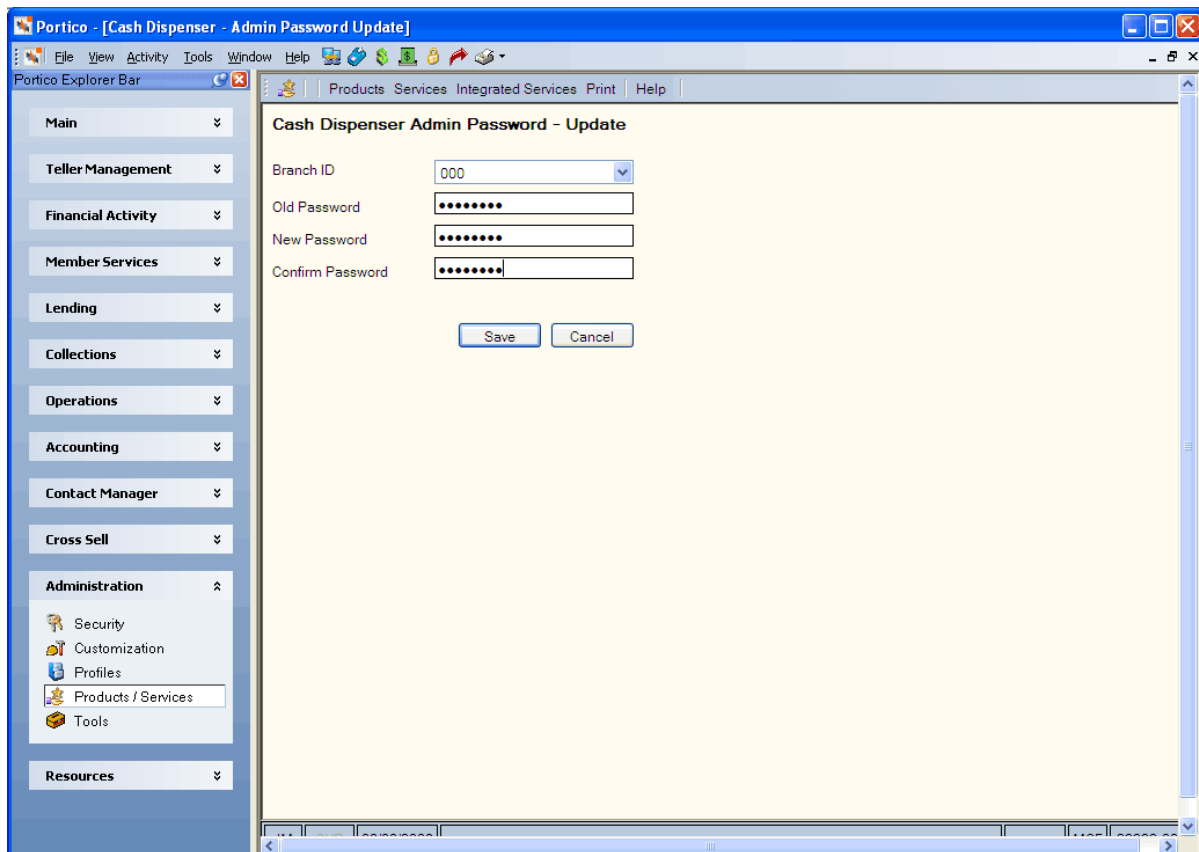 Portico - [Cash Dispenser - Admin Password Update]
File View Activity Tools Window Help
Portico Explorer Bar
Products Services Integrated Services Print Help
Main
Teller Management
Financial Activity
Member Services
Lending
Collections
Operations
Accounting
Contact Manager
Cross Sell
Administration
Security
Customization
Profiles
Products / Services
Tools
Resources
Cash Dispenser Admin Password - Update
Branch ID 000
Old Password ••••••••
New Password ••••••••
Confirm Password ••••••••
Save Cancel